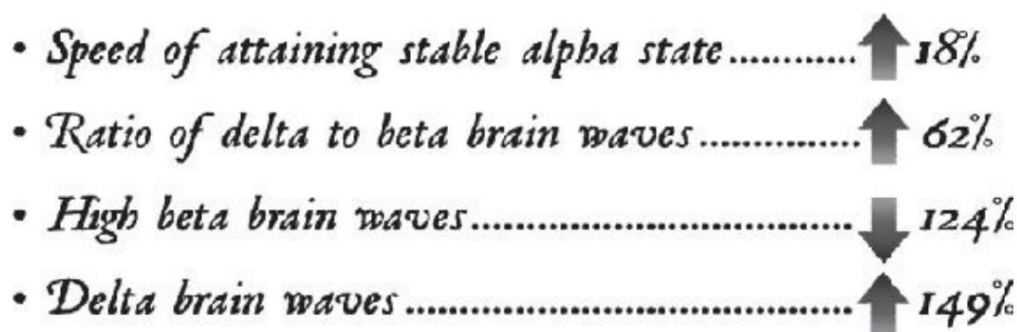 • Speed of attaining stable alpha state............ 18%
• Ratio of delta to beta brain waves............... 62%
• High beta brain waves.................................... 124%
• Delta brain waves........................................... 149%